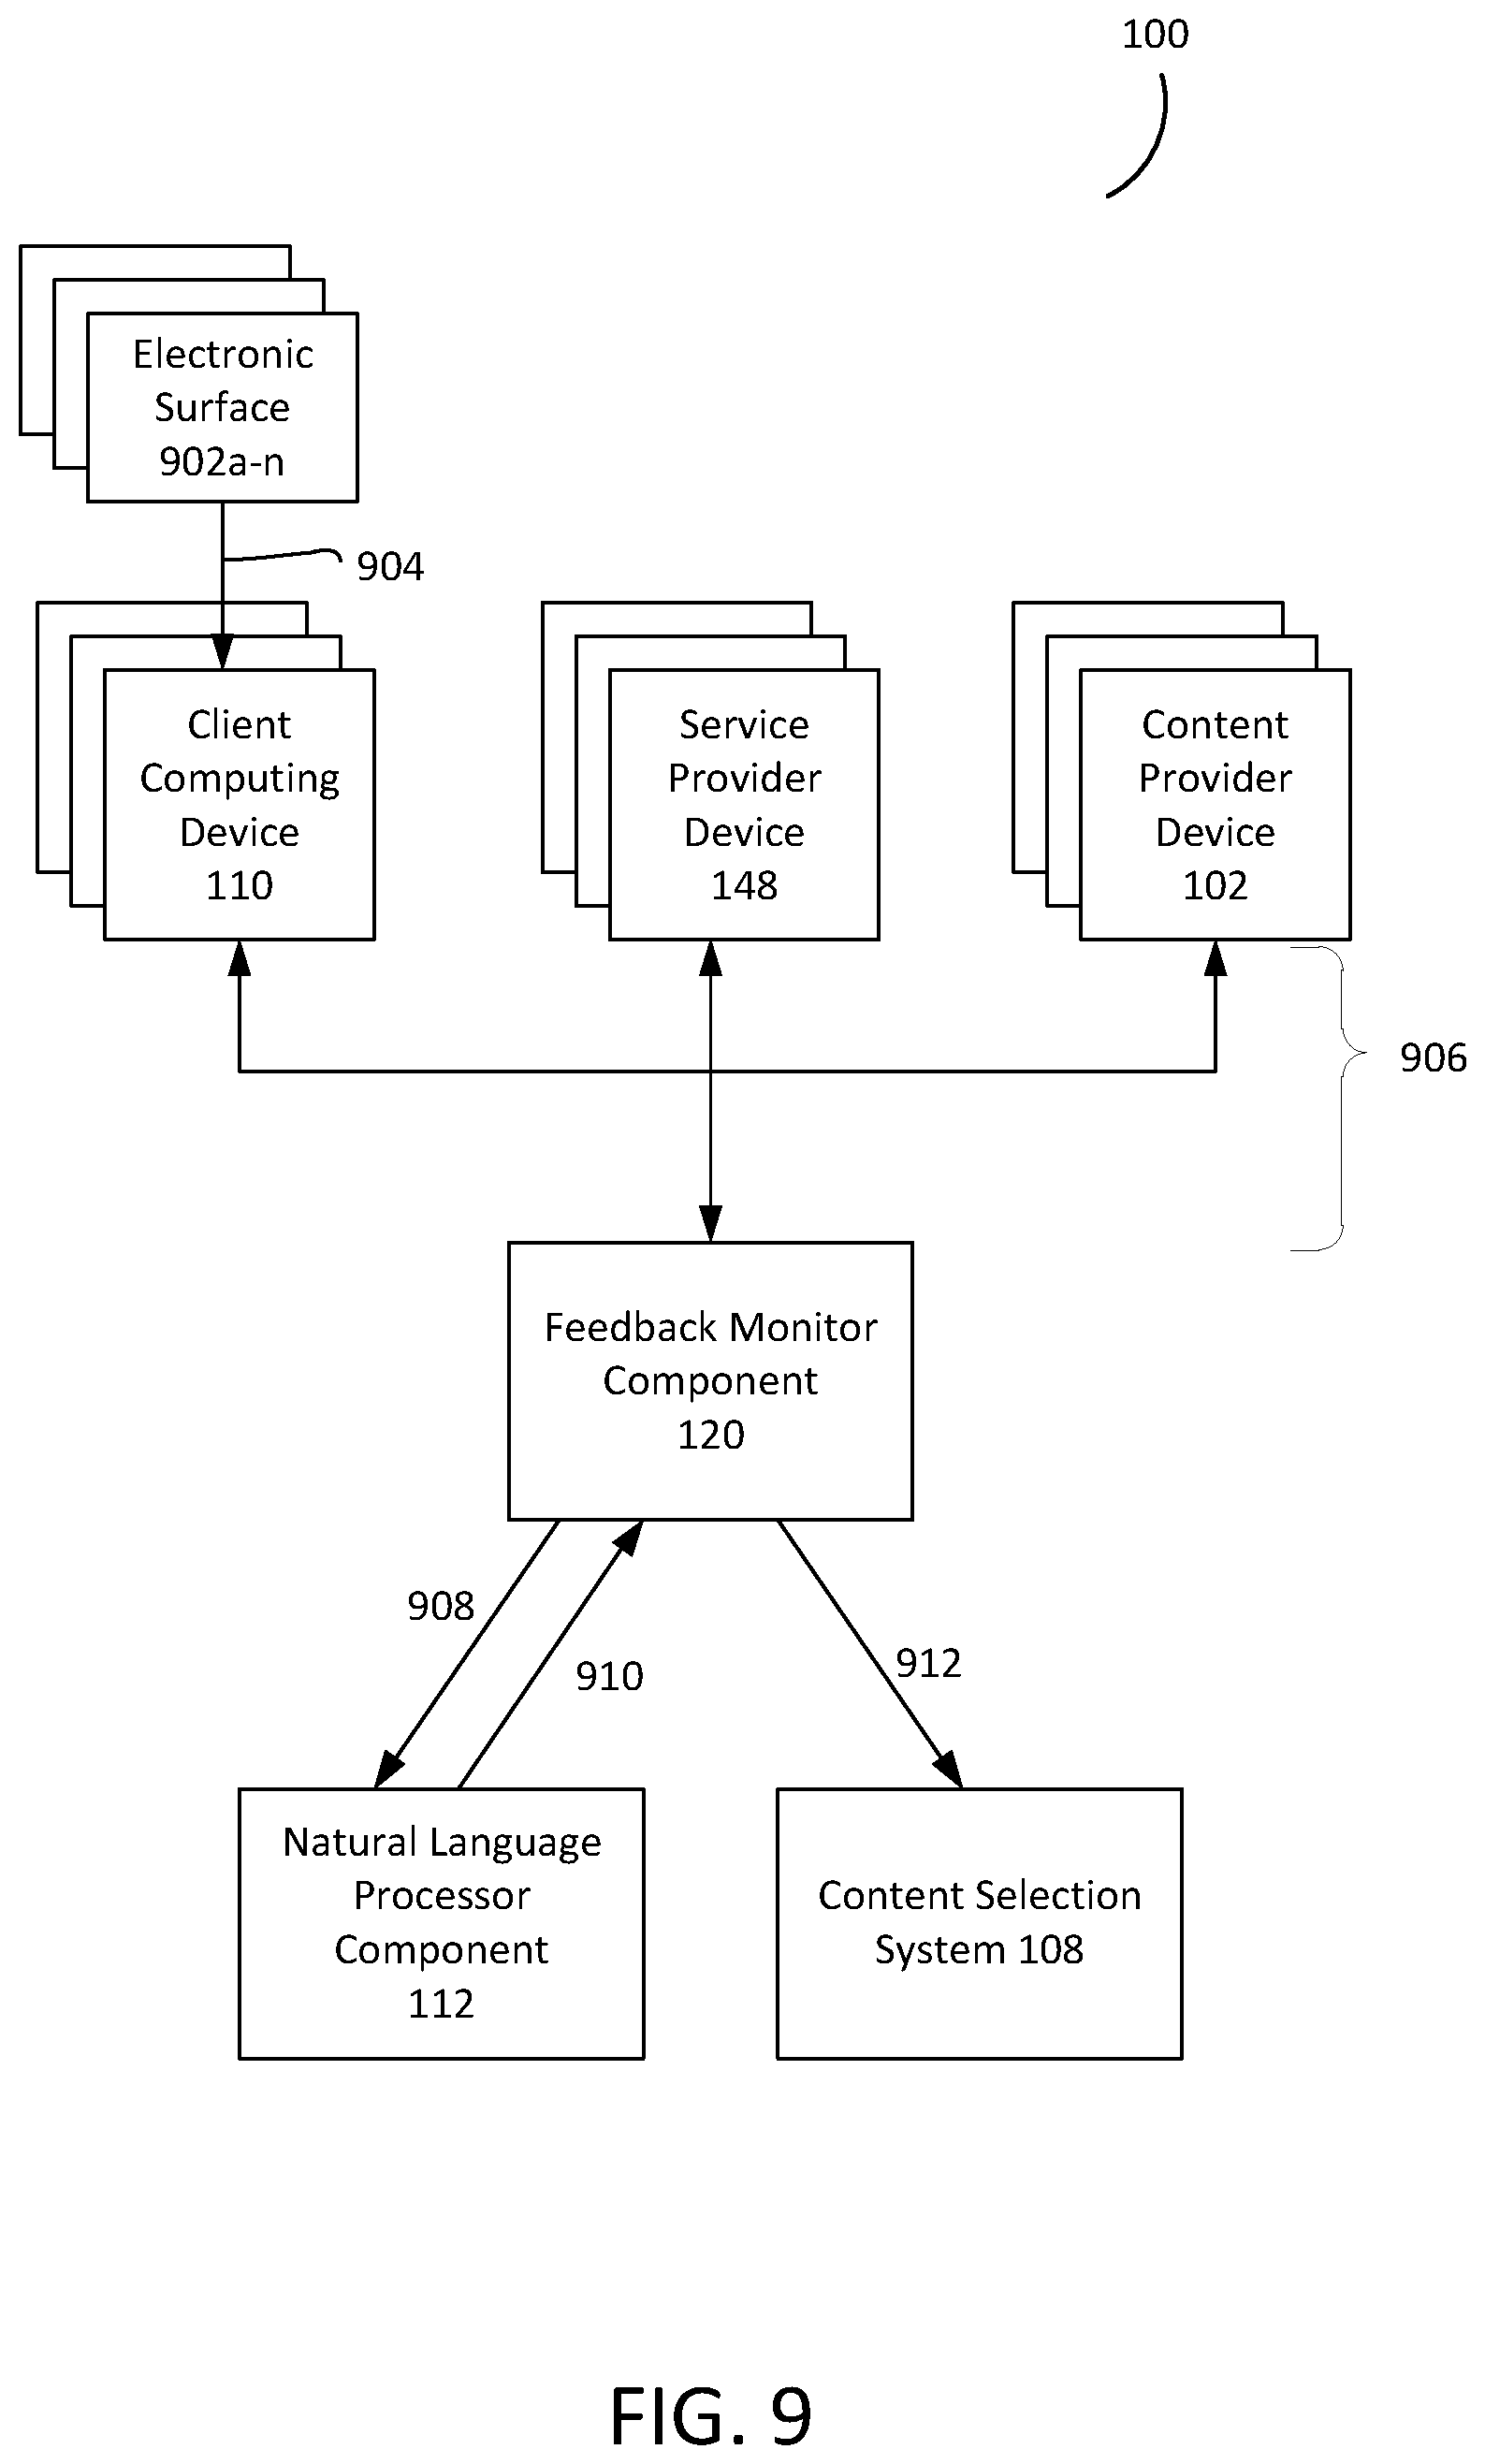 100
Electronic
Surface
902a-n
904
Client
Computing
Device
110
Service
Provider
Device
148
Content
Provider
Device
102
906
Feedback Monitor
Component
120
908
910
912
Natural Language
Processor
Component
112
Content Selection
System 108
FIG. 9